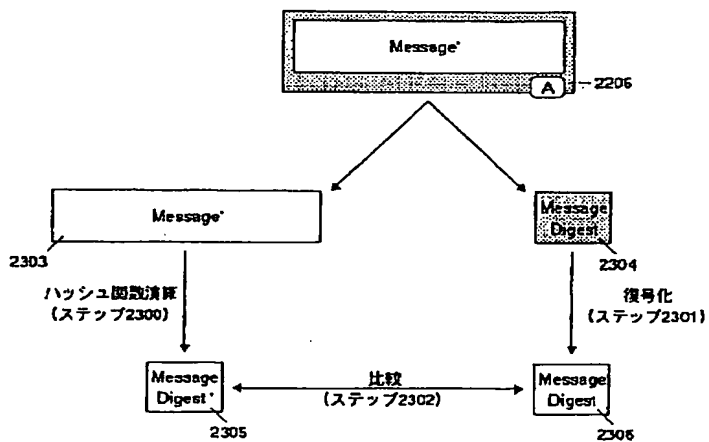 Message*
A
2206
Message*
2303
Message
Digest
2304
ハッシュ関数演算
(ステップ2300)
復号化
(ステップ2301)
Message
Digest*
2305
比較
(ステップ2302)
Message
Digest
2306